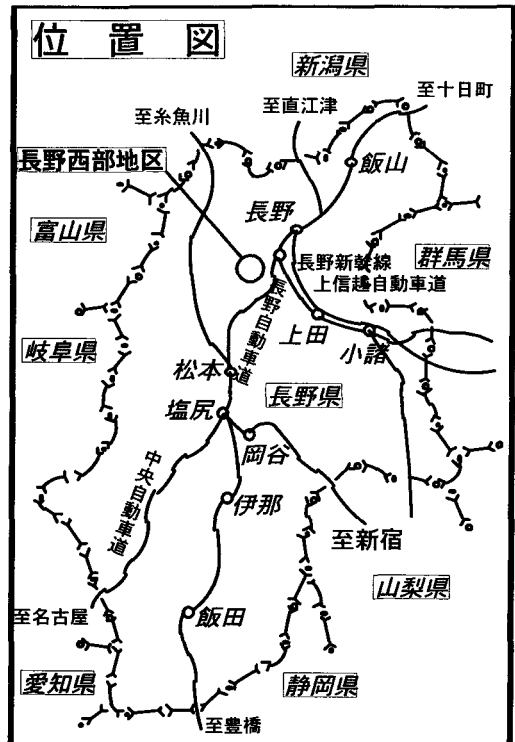 位置図
新潟県
至十日町
至糸魚川
至直江津
長野西部地区
飯山
長野
富山県
群馬県
長野新幹線
上信越自動車道
長野自動車道
上田
小諸
岐阜県
松本
長野県
塩尻
岡谷
中央自動車道
伊那
至新宿
山梨県
至名古屋
飯田
愛知県
静岡県
至豊橋